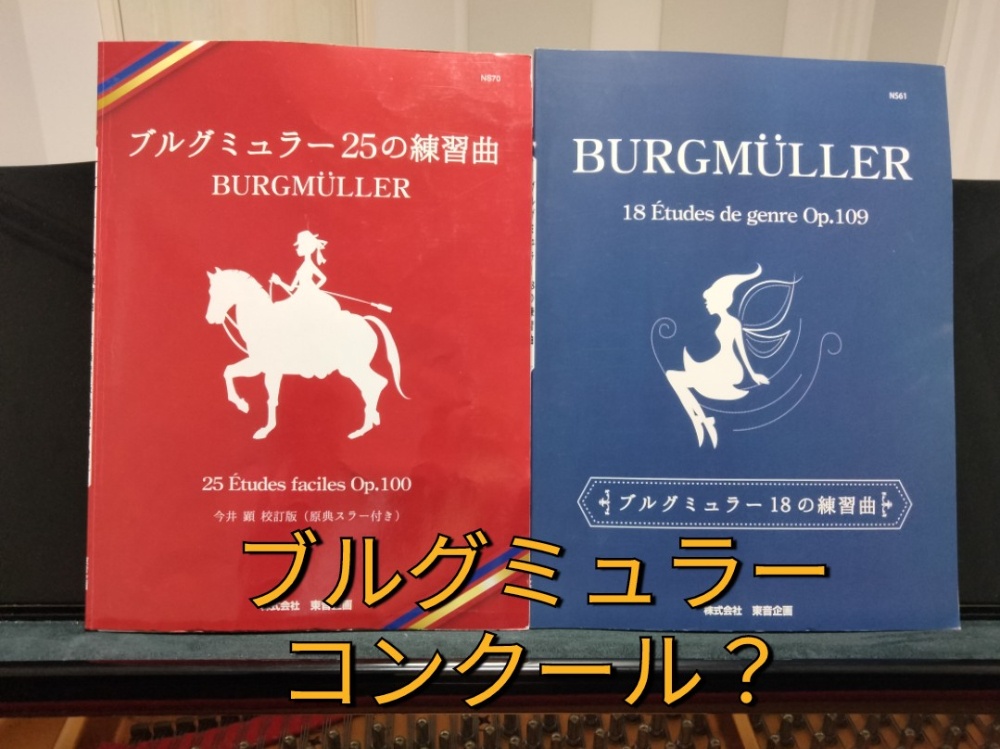 NS70
ブルグミュラー25の練習曲
BURGMÜLLER
25 Études faciles Op.100
今井 顕 校訂版（原典スラー付き）
株式会社 東音企画
NS61
BURGMÜLLER
18 Études de genre Op.109
ブルグミュラー18の練習曲
株式会社 東音企画
ブルグミュラー
コンクール？